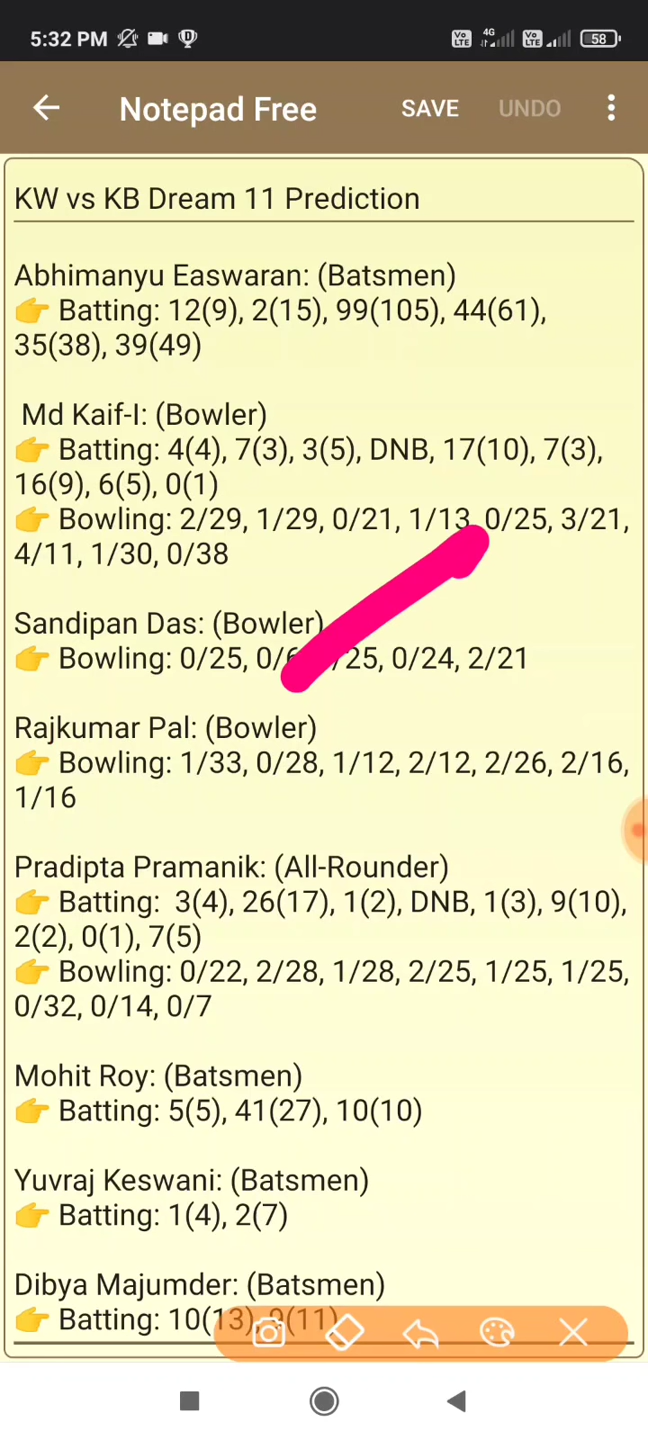 5:32 PM
Vo LTE 4G Vo LTE 58
Notepad Free SAVE UNDO
KW vs KB Dream 11 Prediction
Abhimanyu Easwaran: (Batsmen)
👉 Batting: 12(9), 2(15), 99(105), 44(61),
35(38), 39(49)
Md Kaif-I: (Bowler)
👉 Batting: 4(4), 7(3), 3(5), DNB, 17(10), 7(3),
16(9), 6(5), 0(1)
👉 Bowling: 2/29, 1/29, 0/21, 1/13, 0/25, 3/21,
4/11, 1/30, 0/38
Sandipan Das: (Bowler)
👉 Bowling: 0/25, 0/24, 2/21
Rajkumar Pal: (Bowler)
👉 Bowling: 1/33, 0/28, 1/12, 2/12, 2/26, 2/16,
1/16
Pradipta Pramanik: (All-Rounder)
👉 Batting: 3(4), 26(17), 1(2), DNB, 1(3), 9(10),
2(2), 0(1), 7(5)
👉 Bowling: 0/22, 2/28, 1/28, 2/25, 1/25, 1/25,
0/32, 0/14, 0/7
Mohit Roy: (Batsmen)
👉 Batting: 5(5), 41(27), 10(10)
Yuvraj Keswani: (Batsmen)
👉 Batting: 1(4), 2(7)
Dibya Majumder: (Batsmen)
👉 Batting: 10(13), 9(11)